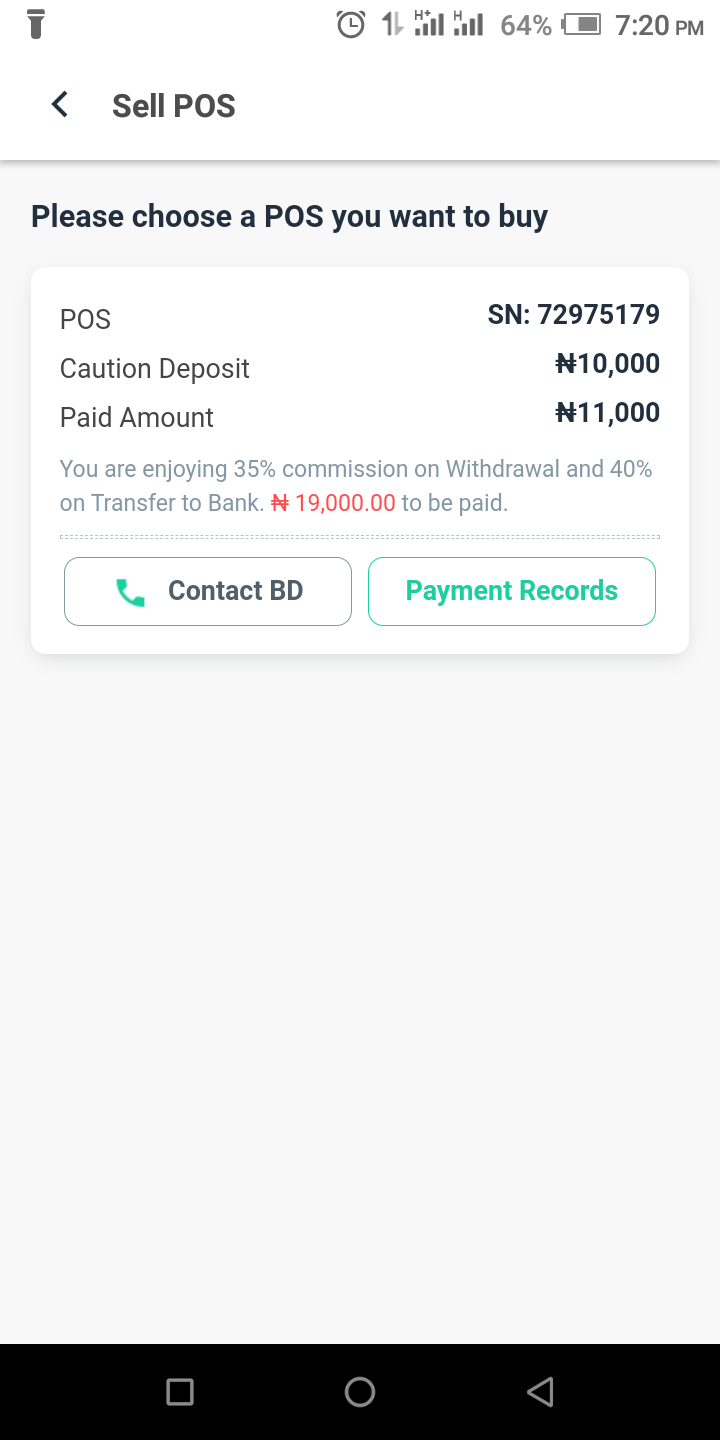 H+ H 64% 7:20 PM
Sell POS
Please choose a POS you want to buy
POS SN: 72975179
Caution Deposit ₦10,000
Paid Amount ₦11,000
You are enjoying 35% commission on Withdrawal and 40%
on Transfer to Bank. ₦ 19,000.00 to be paid.
Contact BD Payment Records